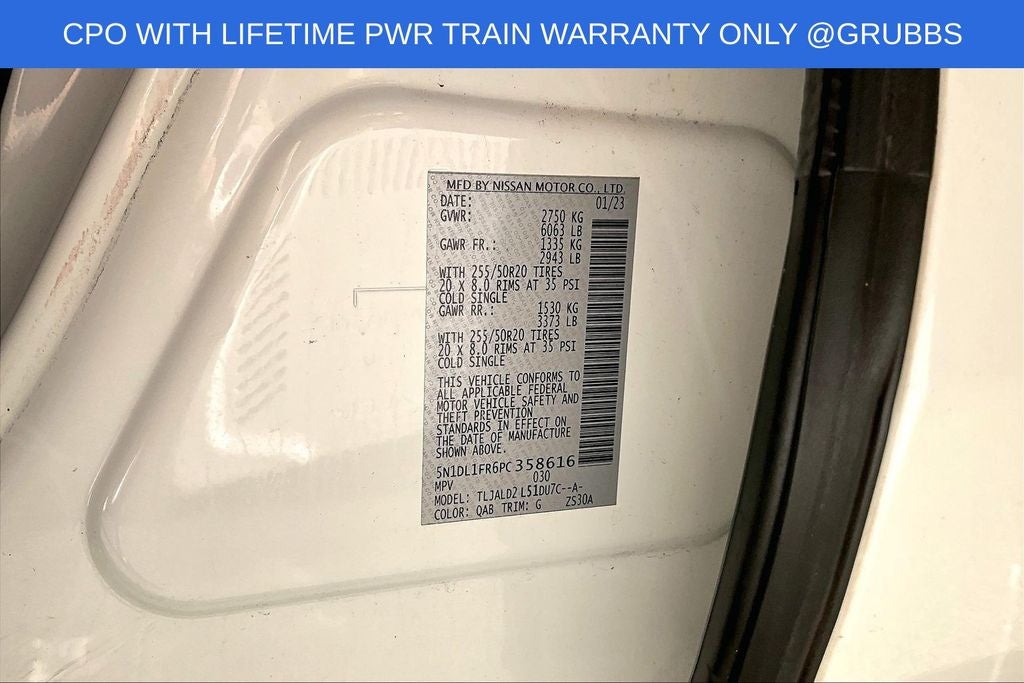 CPO WITH LIFETIME PWR TRAIN WARRANTY ONLY @GRUBBS
MFD BY NISSAN MOTOR CO., LTD.
DATE: 01/23
GVWR: 2750 KG
6063 LB
GAWR FR.: 1335 KG
2943 LB
WITH 255/50R20 TIRES
20 X 8.0 RIMS AT 35 PSI
COLD SINGLE
GAWR RR.: 1530 KG
3373 LB
WITH 255/50R20 TIRES
20 X 8.0 RIMS AT 35 PSI
COLD SINGLE
THIS VEHICLE CONFORMS TO
ALL APPLICABLE FEDERAL
MOTOR VEHICLE SAFETY AND
THEFT PREVENTION
STANDARDS IN EFFECT ON
THE DATE OF MANUFACTURE
SHOWN ABOVE.
5N1DL1FR6PC358616
MPV 030
MODEL: TLJALD2 L51DU7C--A-
COLOR: QAB TRIM: G ZS30A